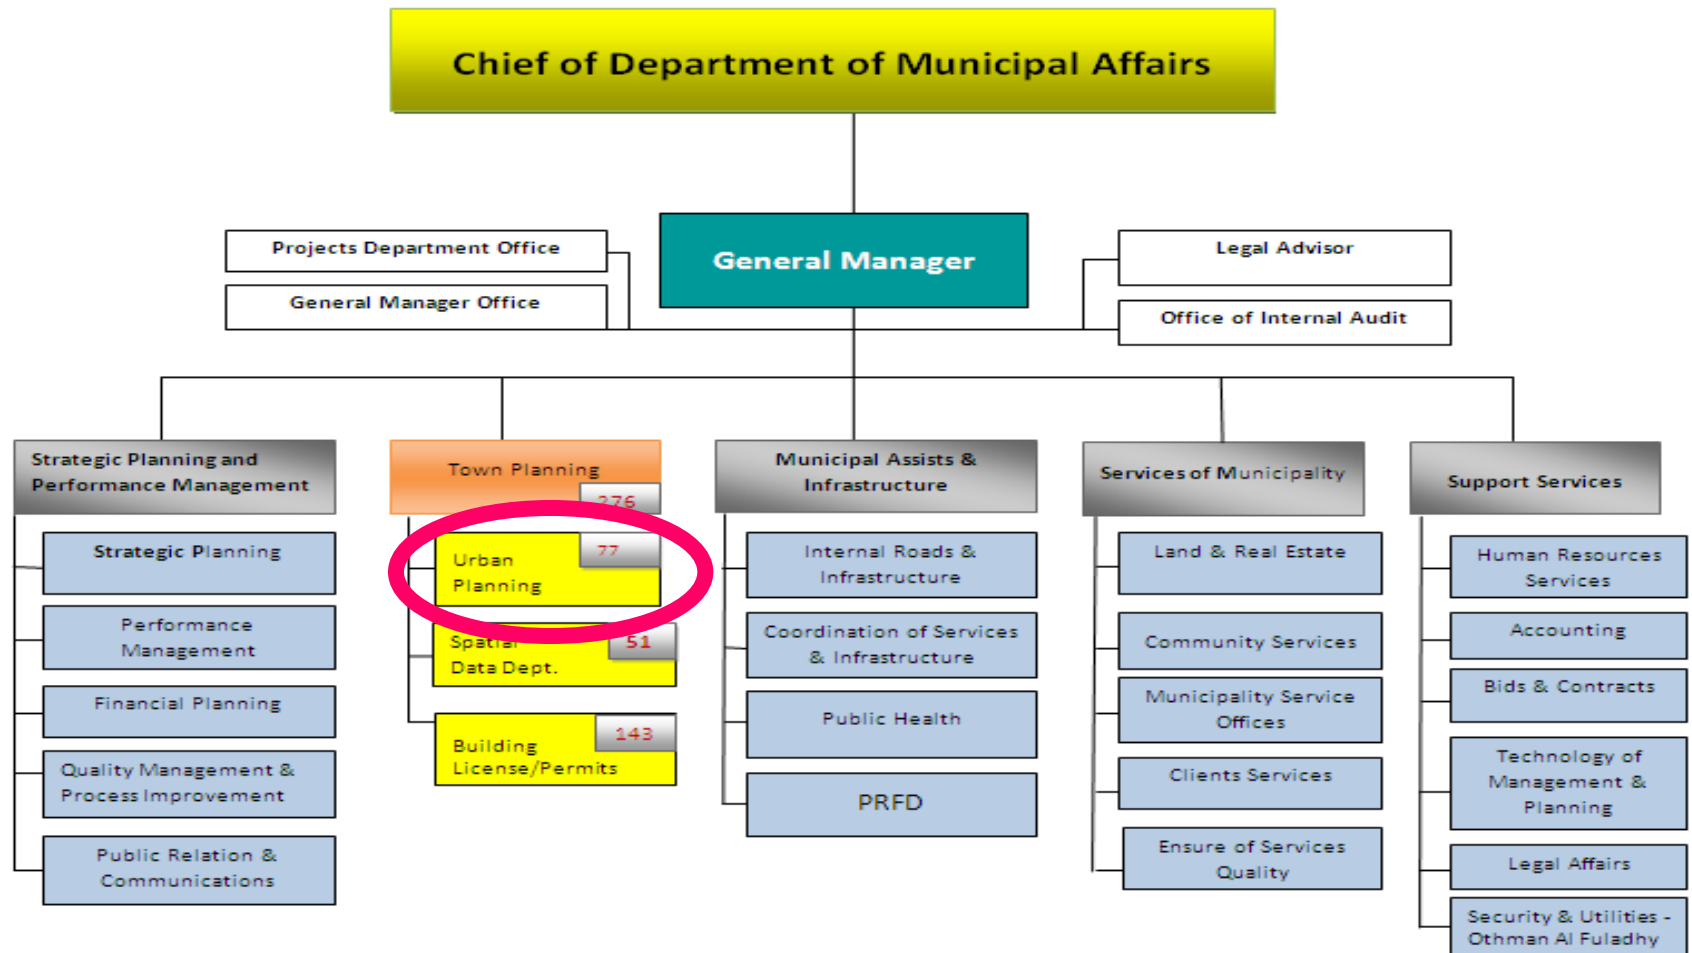 Chief of Department of Municipal Affairs
General Manager
Projects Department Office
General Manager Office
Legal Advisor
Office of Internal Audit
Strategic Planning and
Performance Management
Strategic Planning
Performance
Management
Financial Planning
Quality Management &
Process Improvement
Public Relation &
Communications
Town Planning
276
Urban
Planning
77
Spatial
Data Dept.
51
Building
License/Permits
143
Municipal Assists &
Infrastructure
Internal Roads &
Infrastructure
Coordination of Services
& Infrastructure
Public Health
PRFD
Services of Municipality
Land & Real Estate
Community Services
Municipality Service
Offices
Clients Services
Ensure of Services
Quality
Support Services
Human Resources
Services
Accounting
Bids & Contracts
Technology of
Management &
Planning
Legal Affairs
Security & Utilities -
Othman Al Fuladhy